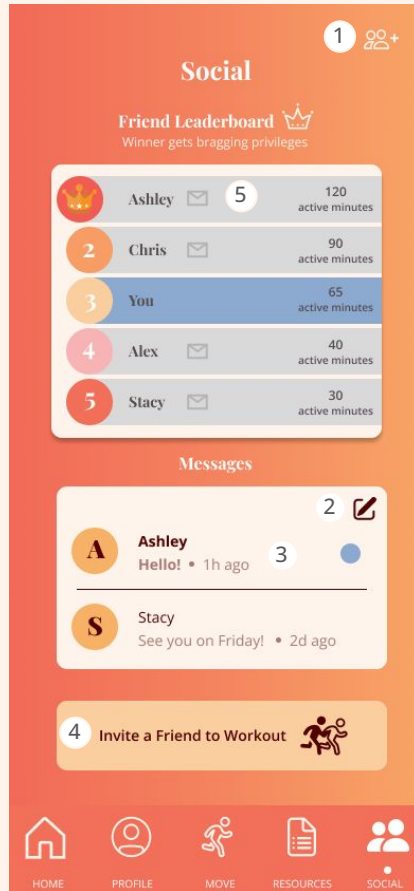 1
Social
Friend Leaderboard
Winner gets bragging privileges
Ashley 5 120
active minutes
2 Chris 90
active minutes
3 You 65
active minutes
4 Alex 40
active minutes
5 Stacy 30
active minutes
Messages
2
A Ashley
Hello! • 1h ago 3
S Stacy
See you on Friday! • 2d ago
4 Invite a Friend to Workout
HOME PROFILE MOVE RESOURCES SOCIAL